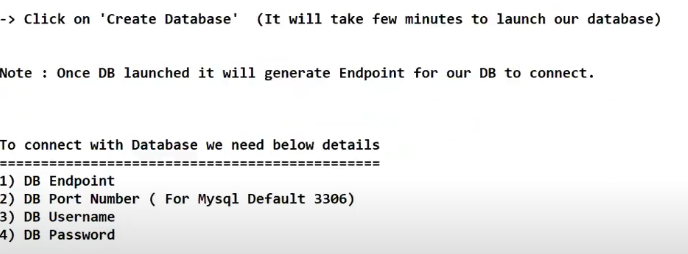 -> Click on 'Create Database'  (It will take few minutes to launch our database)
Note : Once DB launched it will generate Endpoint for our DB to connect.
To connect with Database we need below details
==============================================
1) DB Endpoint
2) DB Port Number ( For Mysql Default 3306)
3) DB Username
4) DB Password